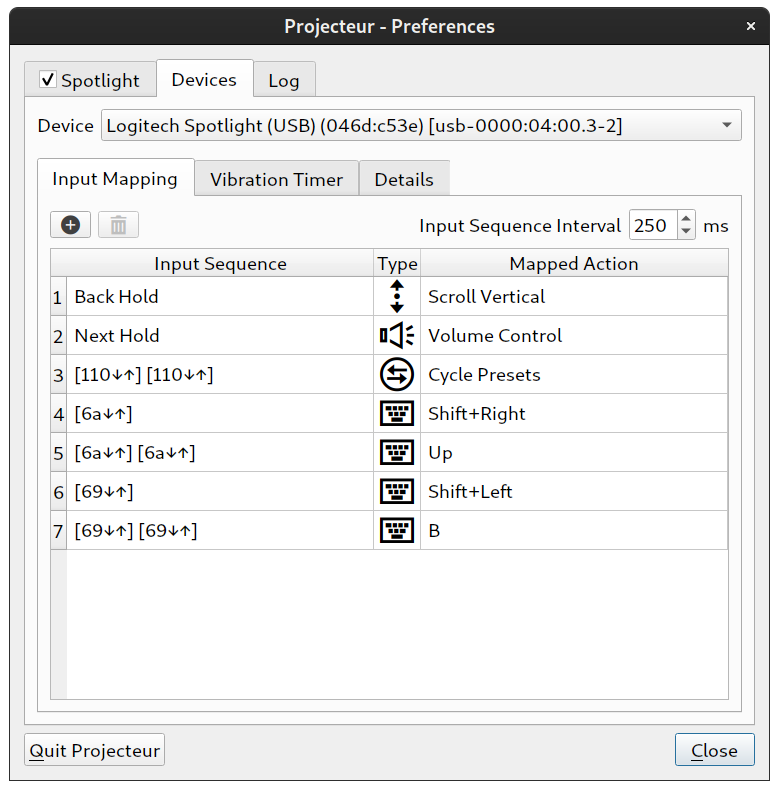 Projecteur - Preferences
Spotlight Devices Log
Device Logitech Spotlight (USB) (046d:c53e) [usb-0000:04:00.3-2]
Input Mapping Vibration Timer Details
Input Sequence Interval 250 ms
Input Sequence Type Mapped Action
1 Back Hold Scroll Vertical
2 Next Hold Volume Control
3 [110↓↑] [110↓↑] Cycle Presets
4 [6a↓↑] Shift+Right
5 [6a↓↑] [6a↓↑] Up
6 [69↓↑] Shift+Left
7 [69↓↑] [69↓↑] B
Quit Projecteur Close